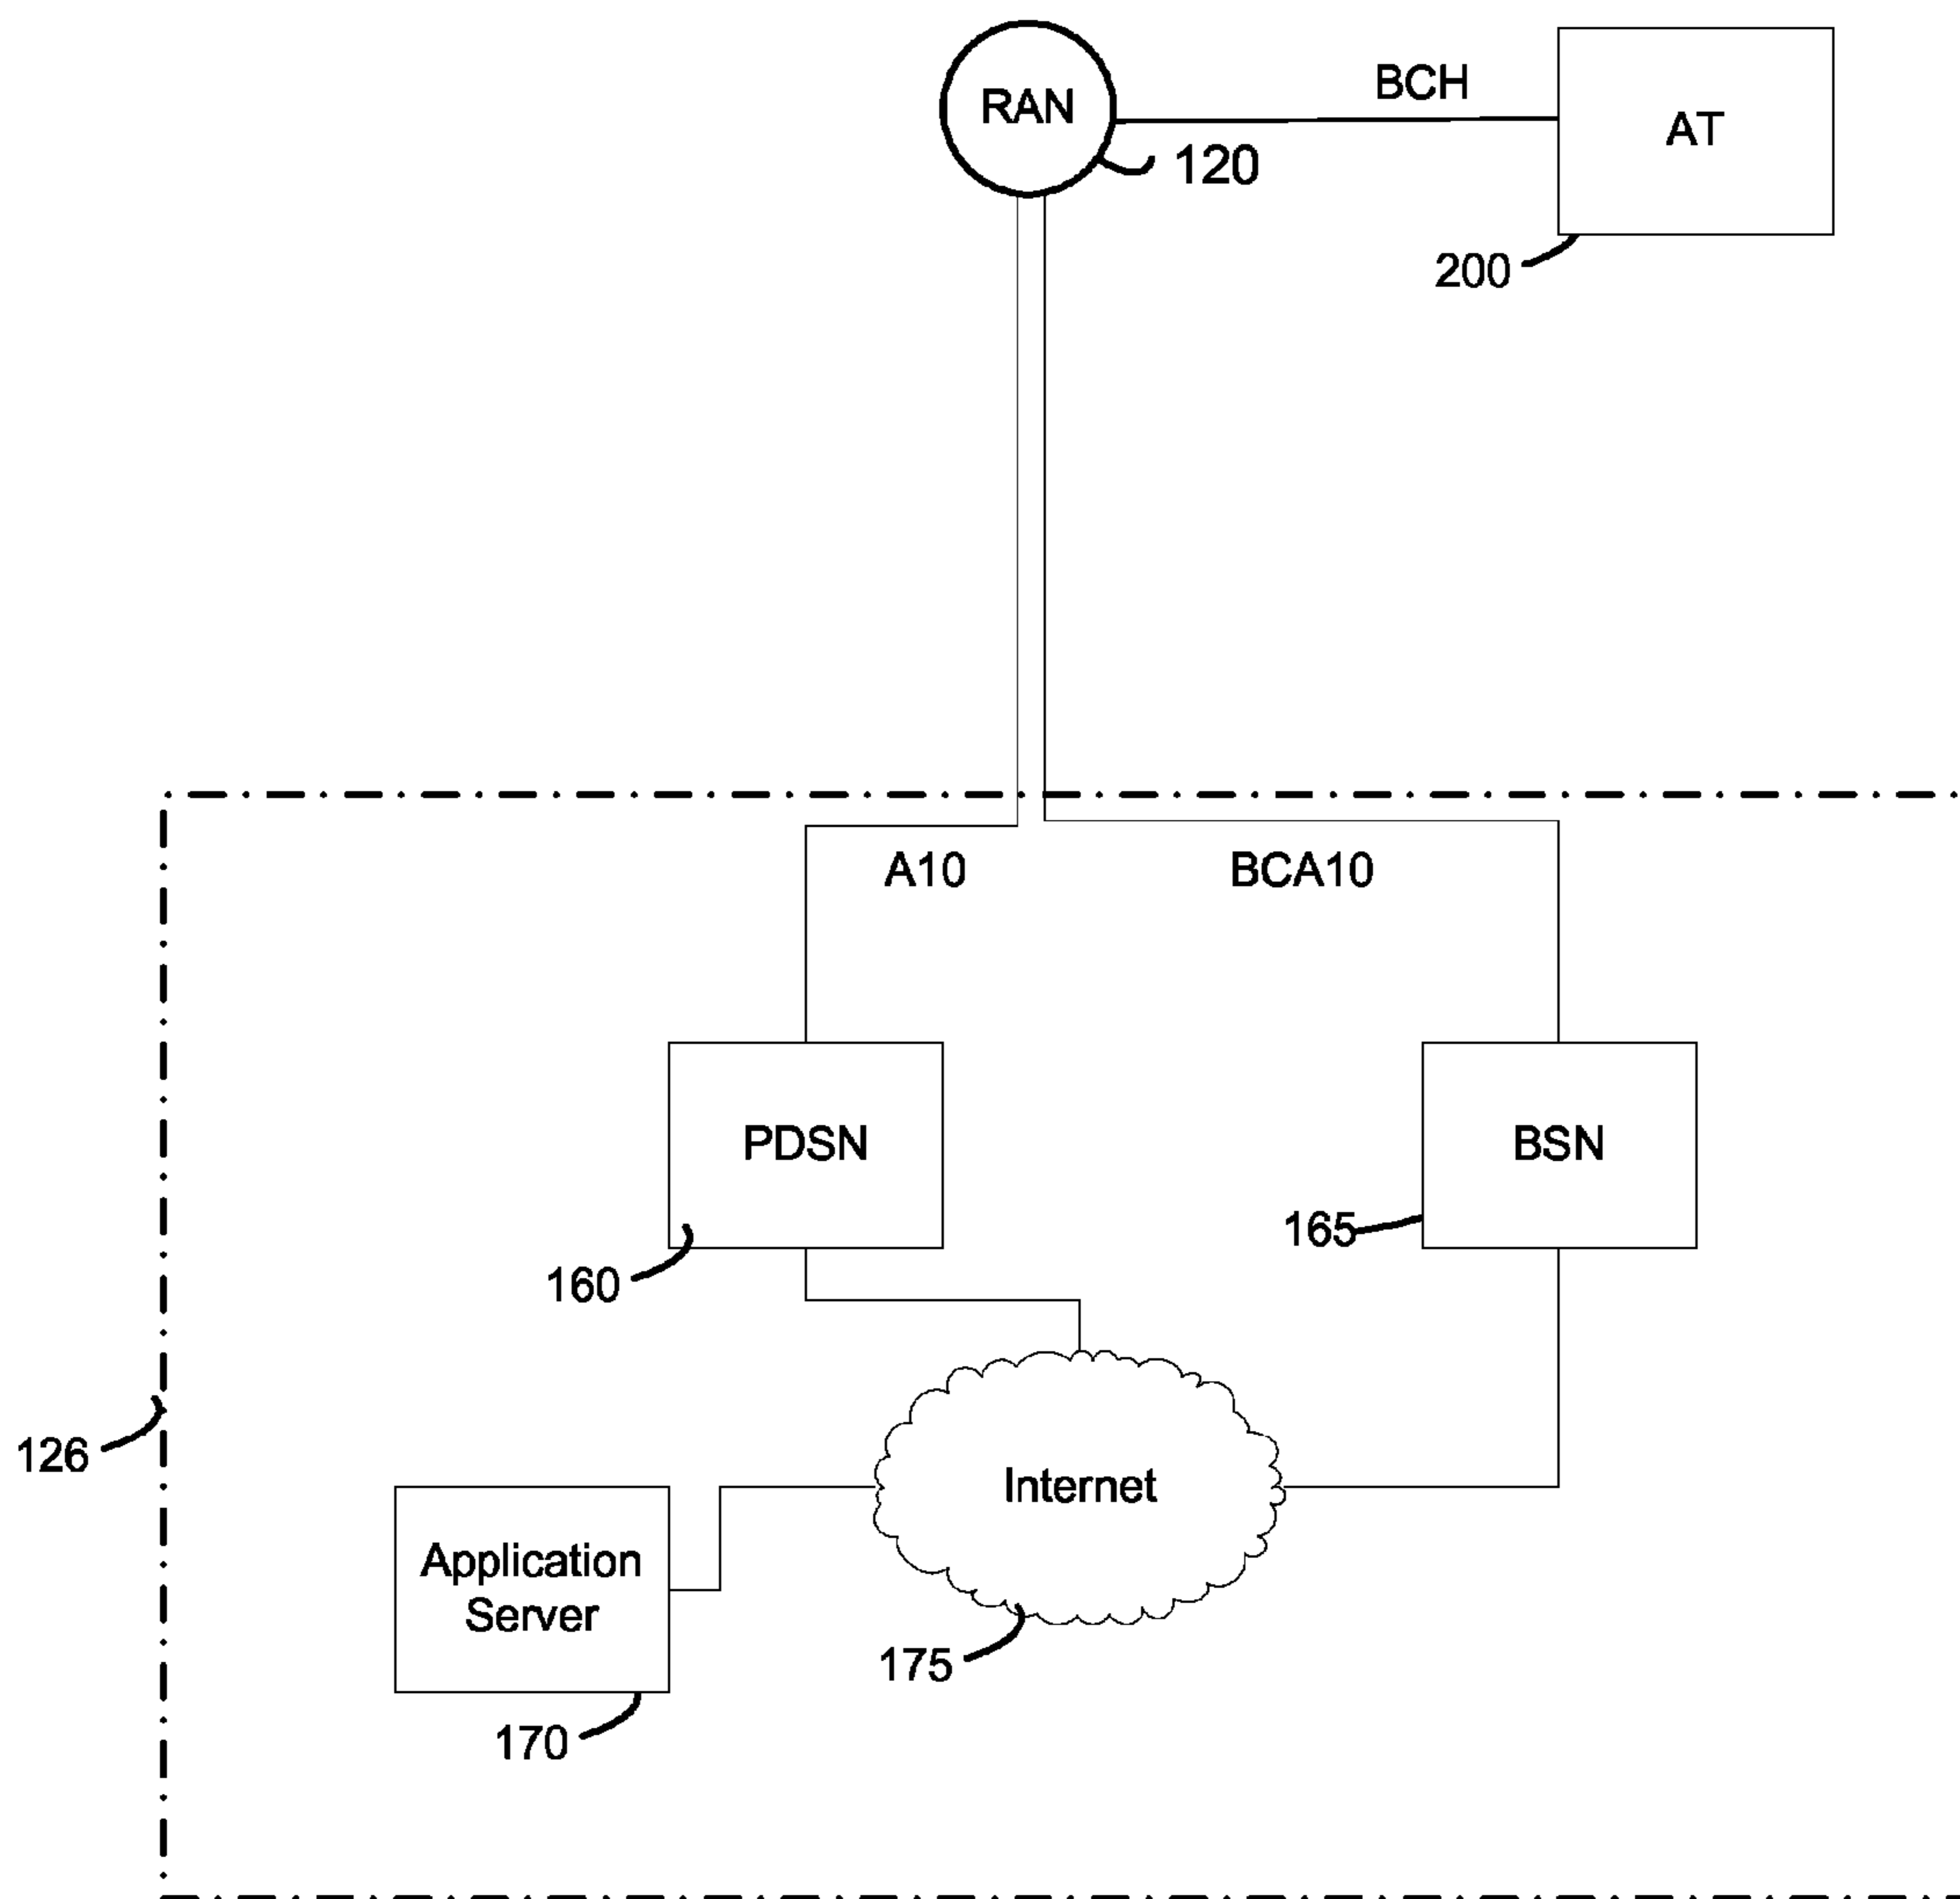 RAN
BCH
AT
120
200
A10
BCA10
PDSN
BSN
165
160
126
Internet
Application
Server
175
170